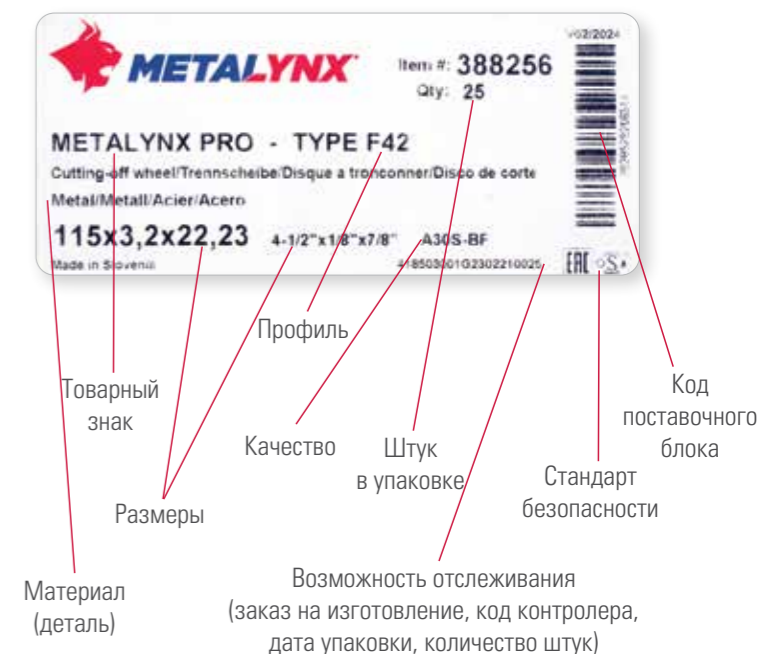 METALYNX
Item #: 388256
Qty: 25
V02/2024
METALYNX PRO - TYPE F42
Cutting-off wheel/Trennscheibe/Disque a tronconner/Disco de corte
Metal/Metall/Acier/Acero
115x3,2x22,23 4-1/2"x1/8"x7/8" A30S-BF
Made in Slovenia
EAC oSa
Профиль
Товарный
знак
Код
поставочного
блока
Качество
Штук
в упаковке
Стандарт
безопасности
Размеры
Материал
(деталь)
Возможность отслеживания
(заказ на изготовление, код контролера,
дата упаковки, количество штук)